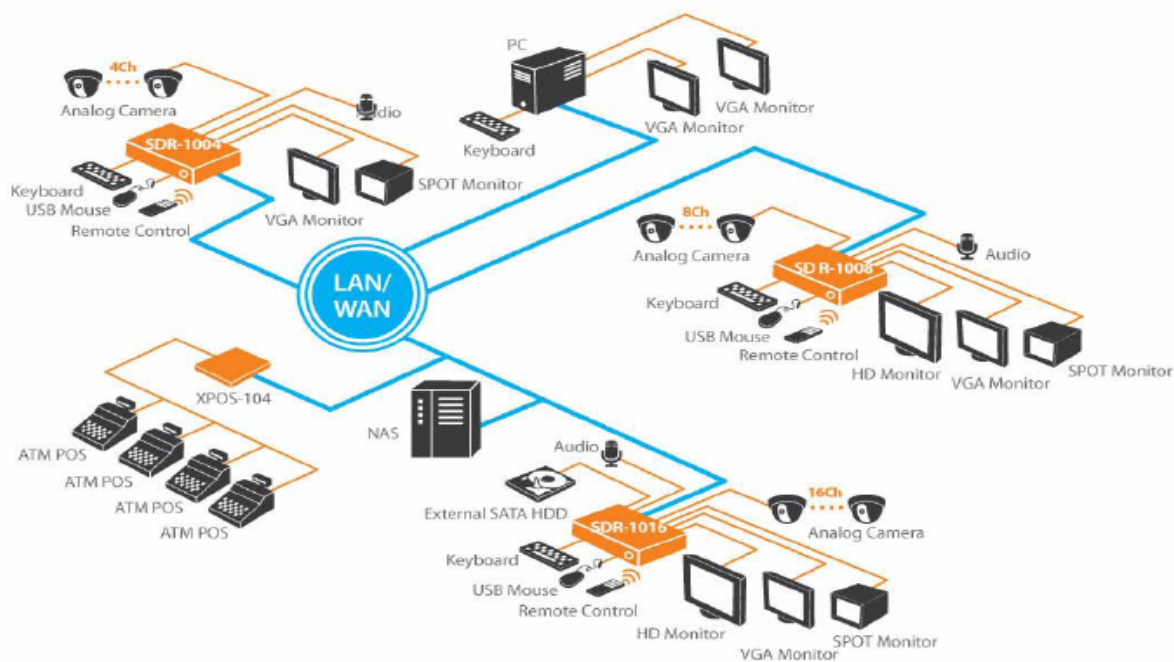 PC
4Ch
Analog Camera
Audio
SDR-1004
Keyboard
USB Mouse
Remote Control
VGA Monitor
SPOT Monitor
Keyboard
VGA Monitor
VGA Monitor
LAN/
WAN
8Ch
Analog Camera
Audio
SDR-1008
Keyboard
USB Mouse
Remote Control
HD Monitor
VGA Monitor
SPOT Monitor
XPOS-104
ATM POS
ATM POS
ATM POS
ATM POS
NAS
Audio
External SATA HDD
SDR-1016
16Ch
Analog Camera
Keyboard
USB Mouse
Remote Control
HD Monitor
VGA Monitor
SPOT Monitor